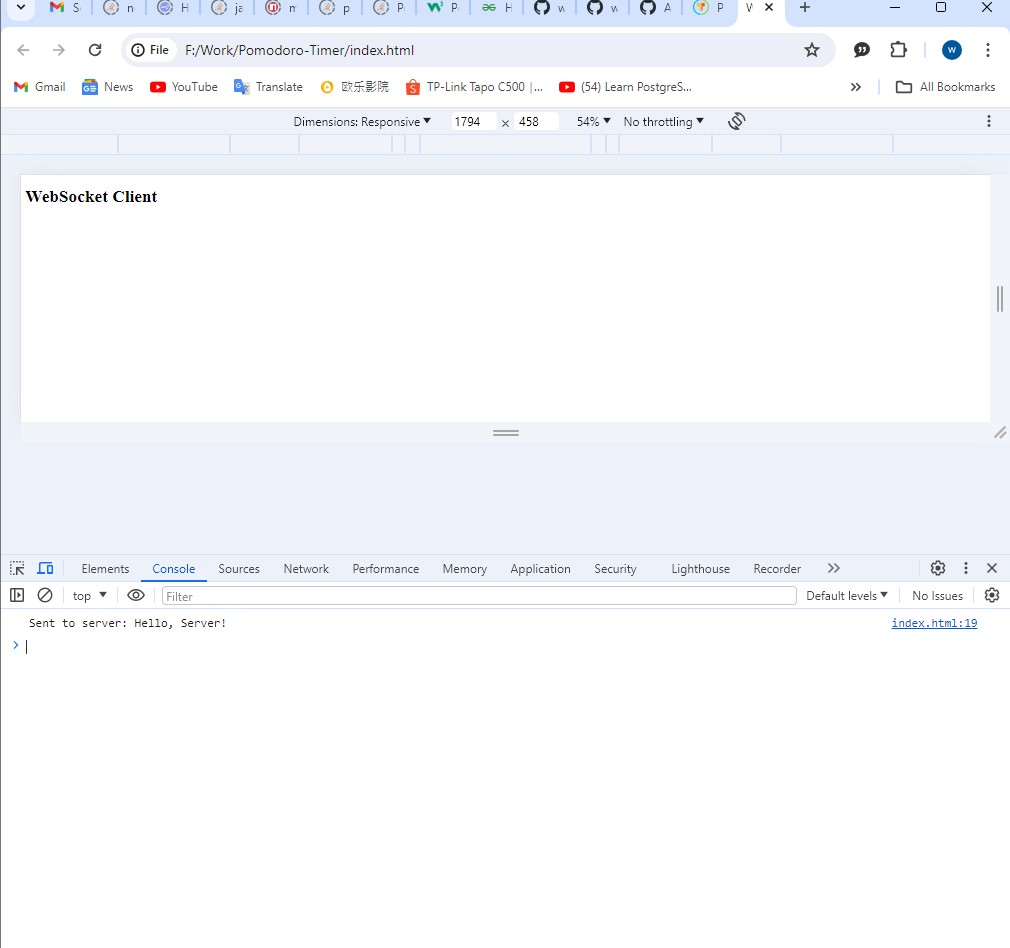 S n H ja n p P P H w w A P W
File F:/Work/Pomodoro-Timer/index.html w
Gmail News YouTube Translate 欧乐影院 TP-Link Tapo C500 |... (54) Learn PostgreS... All Bookmarks
Dimensions: Responsive 1794 x 458 54% No throttling
WebSocket Client
Elements Console Sources Network Performance Memory Application Security Lighthouse Recorder
top Filter Default levels No Issues
Sent to server: Hello, Server! index.html:19